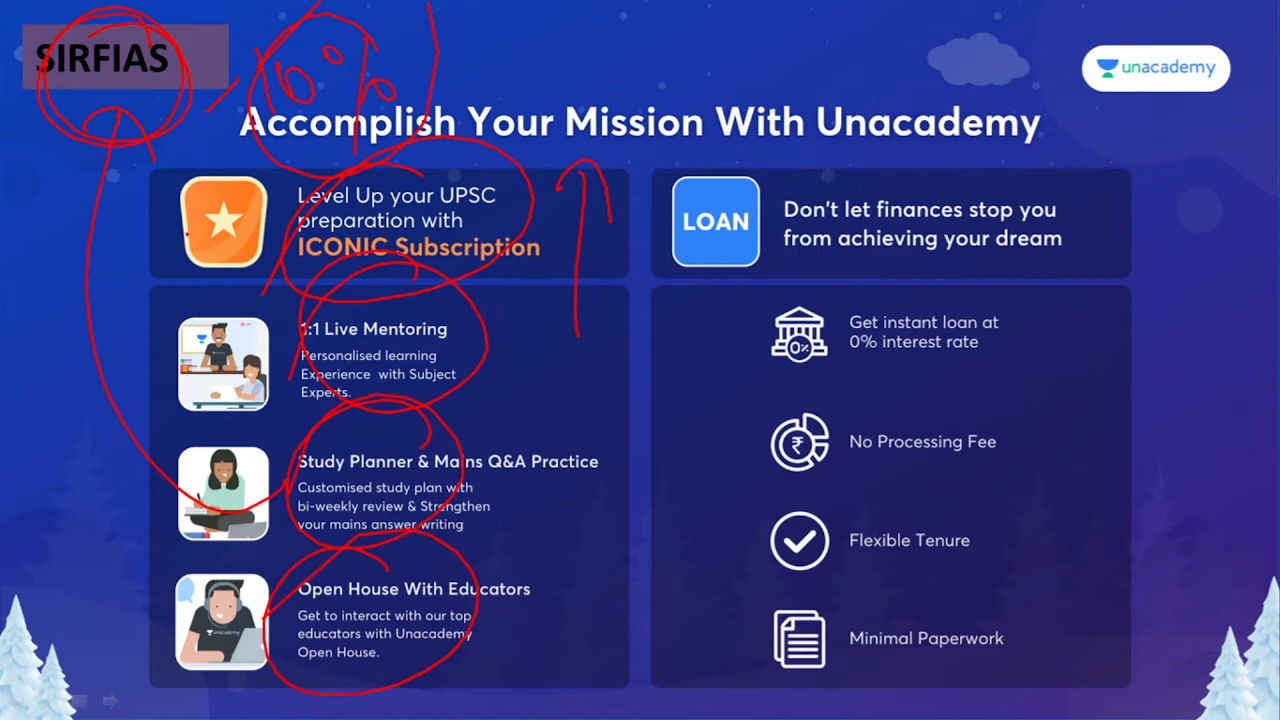 SIRFIAS
10%
unacademy
Accomplish Your Mission With Unacademy
Level Up your UPSC
preparation with
ICONIC Subscription
1:1 Live Mentoring
Personalised learning
Experience with Subject
Experts.
Study Planner & Mains Q&A Practice
Customised study plan with
bi-weekly review & Strengthen
your mains answer writing
Open House With Educators
Get to interact with our top
educators with Unacademy
Open House.
LOAN
Don't let finances stop you
from achieving your dream
0%
Get instant loan at
0% interest rate
₹
No Processing Fee
Flexible Tenure
Minimal Paperwork